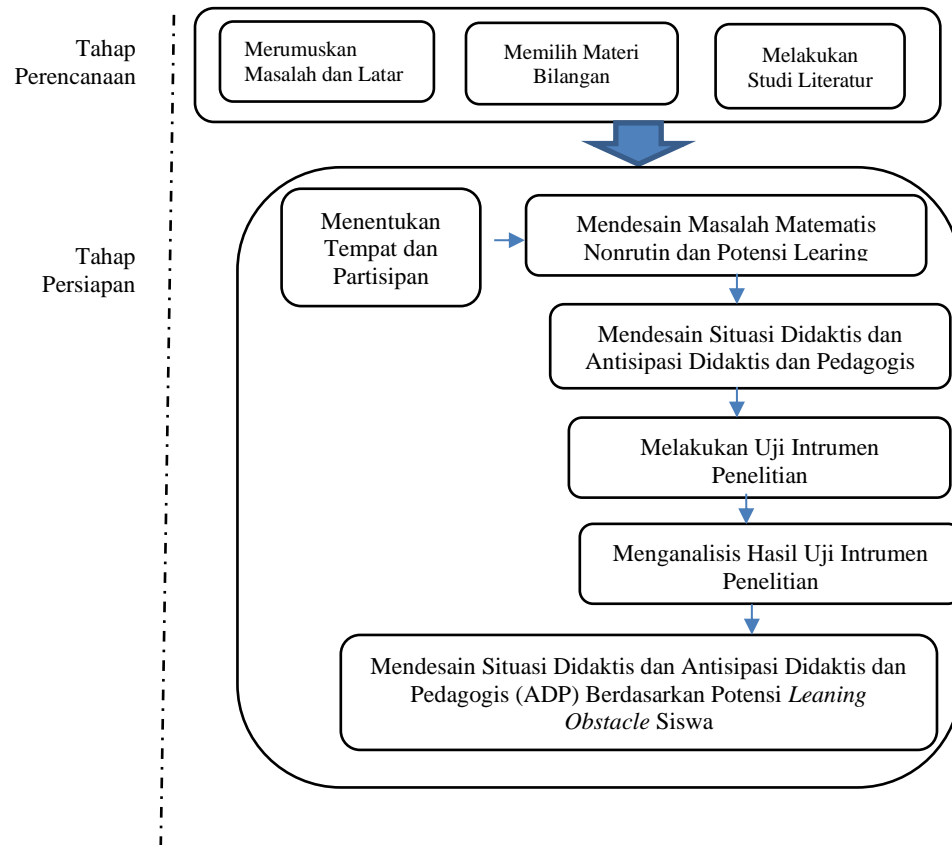 Tahap
Perencanaan
Merumuskan
Masalah dan Latar
Memilih Materi
Bilangan
Melakukan
Studi Literatur
Tahap
Persiapan
Menentukan
Tempat dan
Partisipan
Mendesain Masalah Matematis
Nonrutin dan Potensi Learing
Mendesain Situasi Didaktis dan
Antisipasi Didaktis dan Pedagogis
Melakukan Uji Intrumen
Penelitian
Menganalisis Hasil Uji Intrumen
Penelitian
Mendesain Situasi Didaktis dan Antisipasi Didaktis dan
Pedagogis (ADP) Berdasarkan Potensi Leaning
Obstacle Siswa